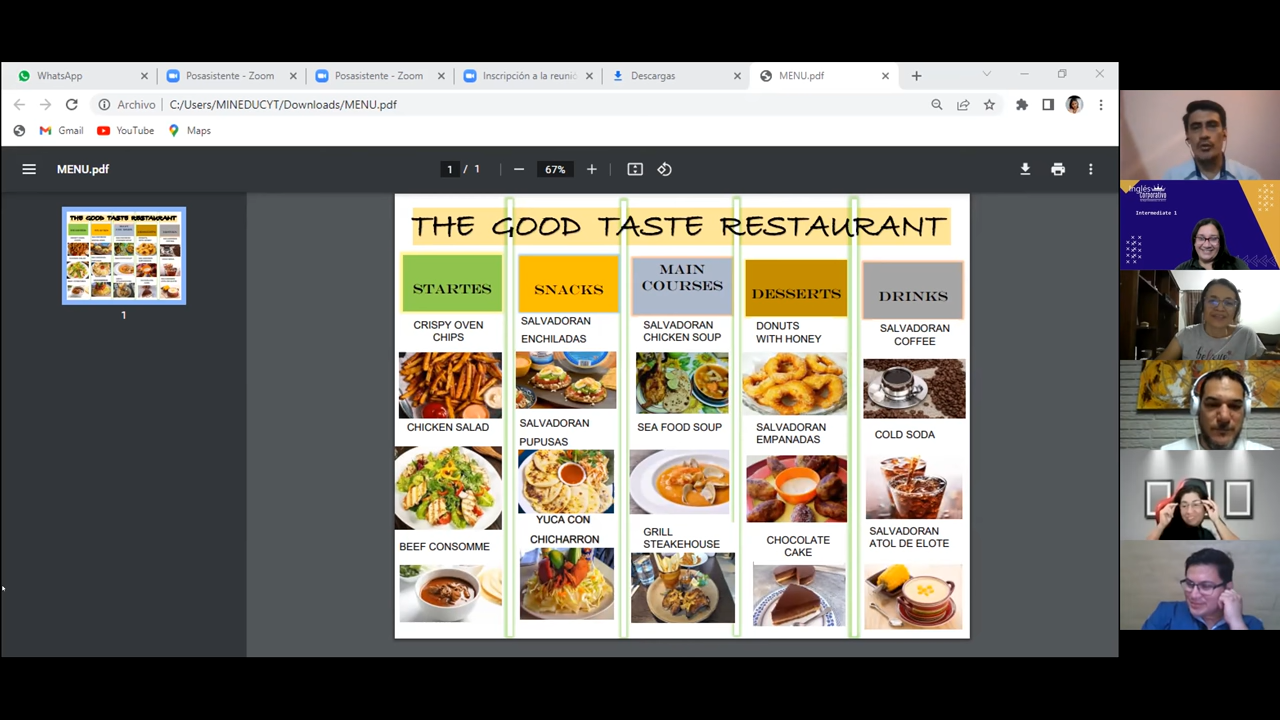 WhatsApp
Posasistente - Zoom
Posasistente - Zoom
Inscripción a la reunió
Descargas
MENU.pdf
Archivo
C:/Users/MINEDUCYT/Downloads/MENU.pdf
Gmail
YouTube
Maps
MENU.pdf
1 / 1
67%
THE GOOD TASTE RESTAURANT
1
THE GOOD TASTE RESTAURANT
STARTES
CRISPY OVEN
CHIPS
CHICKEN SALAD
BEEF CONSOMME
SNACKS
SALVADORAN
ENCHILADAS
SALVADORAN
PUPUSAS
YUCA CON
CHICHARRON
MAIN
COURSES
SALVADORAN
CHICKEN SOUP
SEA FOOD SOUP
GRILL
STEAKHOUSE
DESSERTS
DONUTS
WITH HONEY
SALVADORAN
EMPANADAS
CHOCOLATE
CAKE
DRINKS
SALVADORAN
COFFEE
COLD SODA
SALVADORAN
ATOL DE ELOTE
Inglés
corporativo
Intermediate 1